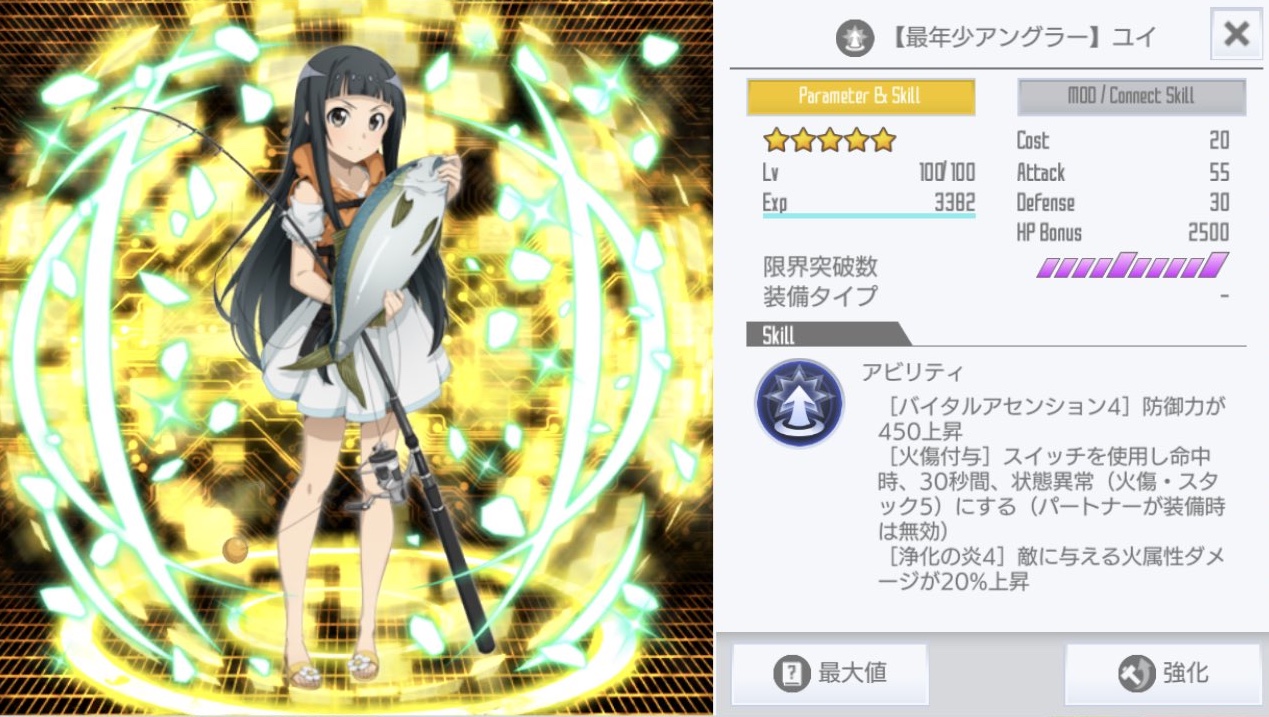 【最年少アングラー】ユイ
Parameter & Skill
MOD / Connect Skill
Lv 100/100
Exp 3382
Cost 20
Attack 55
Defense 30
HP Bonus 2500
限界突破数
装備タイプ -
Skill
アビリティ
［バイタルアセンション4］防御力が
450上昇
［火傷付与］スイッチを使用し命中
時、30秒間、状態異常（火傷・スタ
ック5）にする（パートナーが装備時
は無効）
［浄化の炎4］敵に与える火属性ダメ
ージが20%上昇
最大値
強化